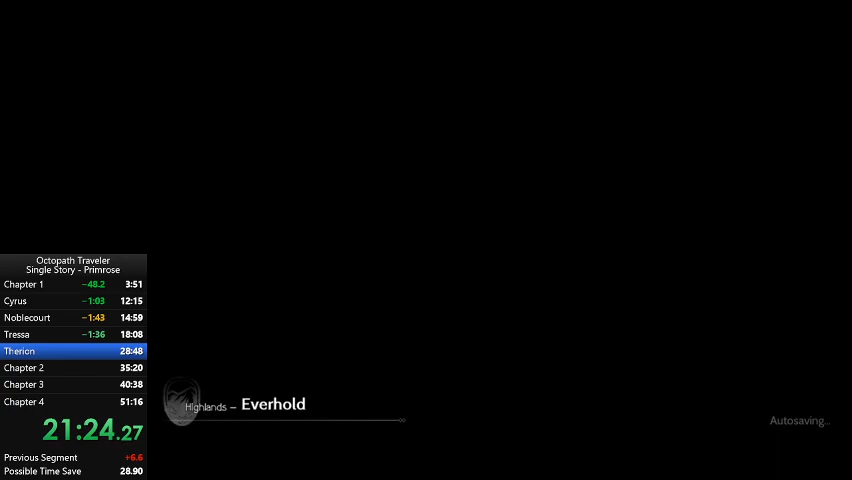 Octopath Traveler
Single Story - Primrose
Chapter 1 −48.2 3:51
Cyrus −1:03 12:15
Noblecourt −1:43 14:59
Tressa −1:36 18:08
Therion 28:48
Chapter 2 35:20
Chapter 3 40:38
Chapter 4 51:16
21:24.27
Previous Segment +6.6
Possible Time Save 28.90
Highlands – Everhold
Autosaving...